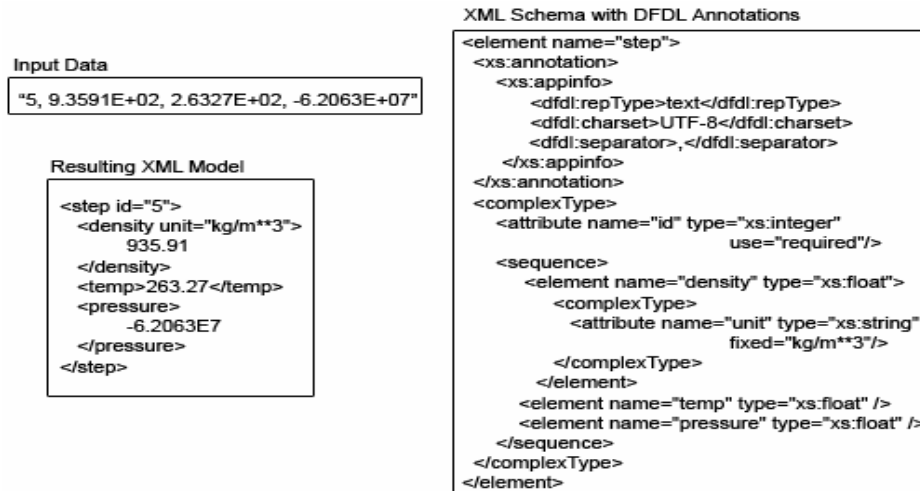 Input Data
"5, 9.3591E+02, 2.6327E+02, -6.2063E+07"
Resulting XML Model
<step id="5">
<density unit="kg/m**3">
935.91
</density>
<temp>263.27</temp>
<pressure>
-6.2063E7
</pressure>
</step>
XML Schema with DFDL Annotations
<element name="step">
<xs:annotation>
<xs:appinfo>
<dfdl:repType>text</dfdl:repType>
<dfdl:charset>UTF-8</dfdl:charset>
<dfdl:separator>,</dfdl:separator>
</xs:appinfo>
</xs:annotation>
<complexType>
<attribute name="id" type="xs:integer"
use="required"/>
<sequence>
<element name="density" type="xs:float">
<complexType>
<attribute name="unit" type="xs:string"
fixed="kg/m**3"/>
</complexType>
</element>
<element name="temp" type="xs:float" />
<element name="pressure" type="xs:float" />
</sequence>
</complexType>
</element>